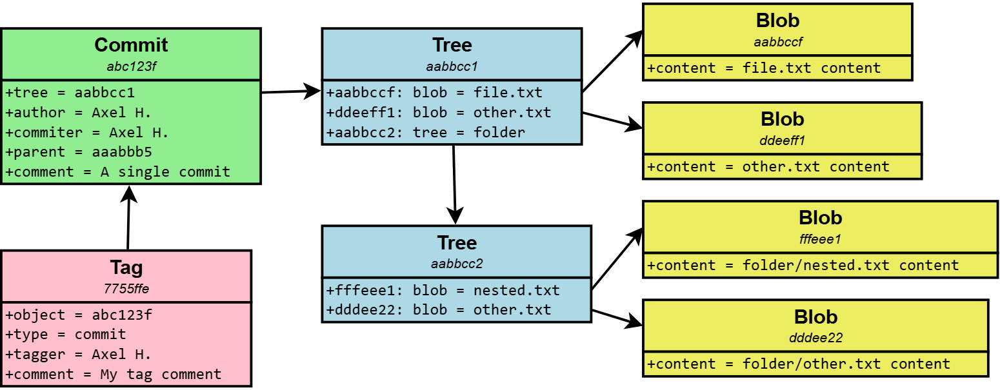 Commit
abc123f
+tree = aabbcc1
+author = Axel H.
+commiter = Axel H.
+parent = aaabbb5
+comment = A single commit
Tag
7755ffe
+object = abc123f
+type = commit
+tagger = Axel H.
+comment = My tag comment
Tree
aabbcc1
+aabbccf: blob = file.txt
+ddeeff1: blob = other.txt
+aabbcc2: tree = folder
Tree
aabbcc2
+fffeee1: blob = nested.txt
+dddee22: blob = other.txt
Blob
aabbccf
+content = file.txt content
Blob
ddeeff1
+content = other.txt content
Blob
fffeee1
+content = folder/nested.txt content
Blob
dddee22
+content = folder/other.txt content